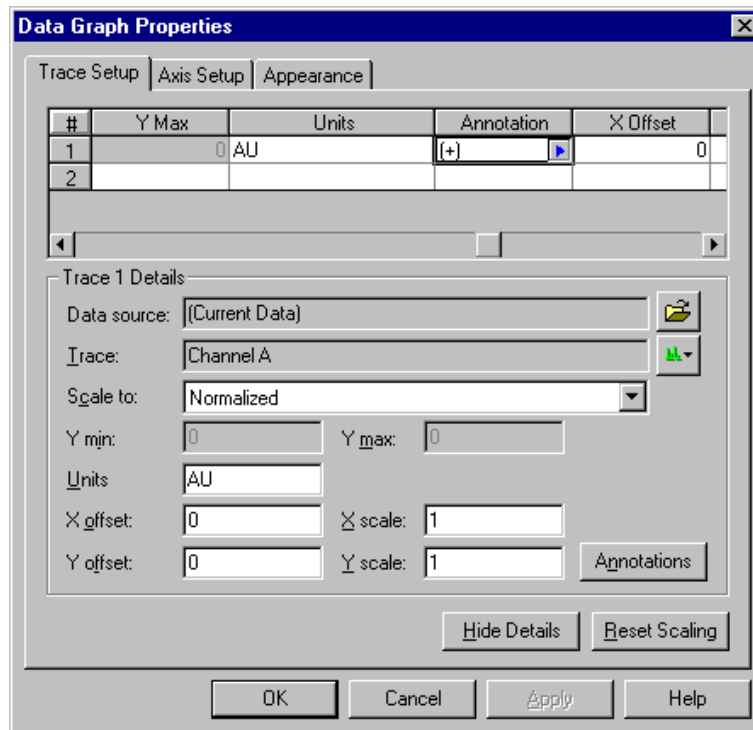 Data Graph Properties
Trace Setup Axis Setup Appearance
# Y Max Units Annotation X Offset
1 0 AU (+) 0
2
Trace 1 Details
Data source: (Current Data)
Trace: Channel A
Scale to: Normalized
Y min: 0 Y max: 0
Units AU
X offset: 0 X scale: 1
Y offset: 0 Y scale: 1 Annotations
Hide Details Reset Scaling
OK Cancel Apply Help